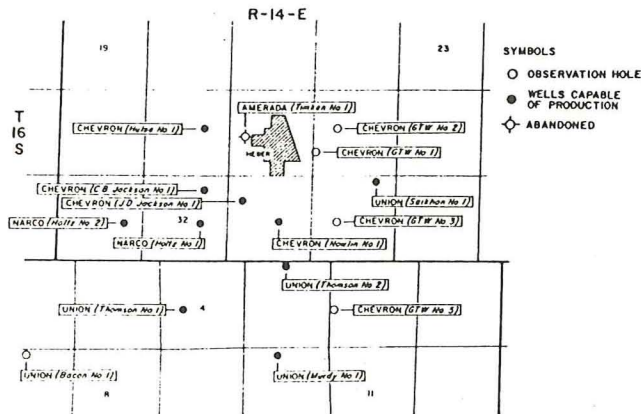 R-14-E
19
23
T
16
S
SYMBOLS
OBSERVATION HOLE
WELLS CAPABLE
OF PRODUCTION
ABANDONED
AMERADA (Timken No 1)
CHEVRON (Hulse No 1)
HEBER
CHEVRON (GTW No 2)
CHEVRON (GTW No 1)
CHEVRON (C B Jackson No 1)
CHEVRON (J D Jackson No 1)
UNION (Saikhon No 1)
NARCO (Holtz No 2)
32
NARCO (Holtz No 1)
CHEVRON (Nowlin No 1)
CHEVRON (GTW No 3)
UNION (Thomson No 2)
UNION (Thomson No 1)
4
CHEVRON (GTW No 5)
UNION (Bacon No 1)
UNION (Murdy No 1)
8
11